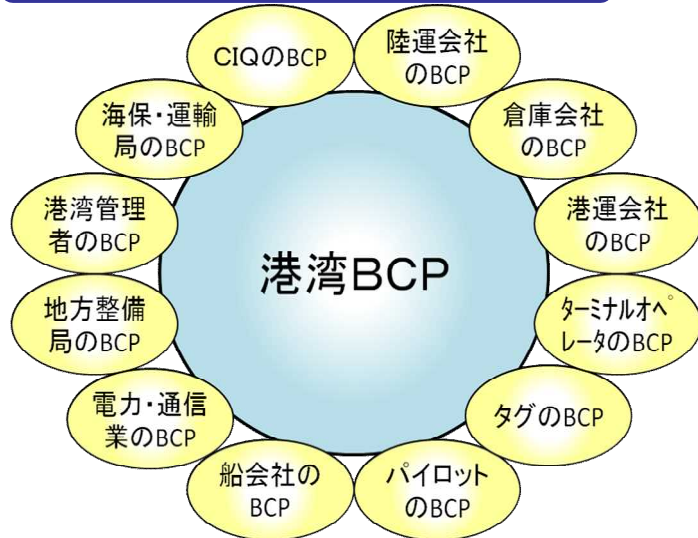 CIQのBCP
陸運会社
のBCP
海保・運輸
局のBCP
倉庫会社
のBCP
港湾管理
者のBCP
港運会社
のBCP
港湾BCP
地方整備
局のBCP
ターミナルオペ
レータのBCP
電力・通信
業のBCP
タグのBCP
船会社の
BCP
パイロット
のBCP